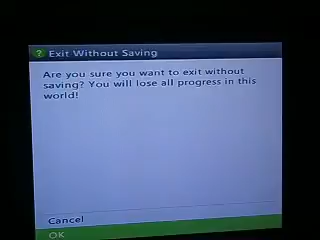 ? Exit Without Saving
Are you sure you want to exit without
saving? You will lose all progress in this
world!
Cancel
OK